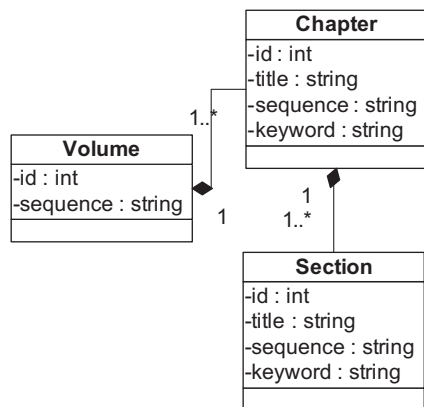 Chapter
-id : int
-title : string
-sequence : string
-keyword : string
1..*
Volume
-id : int
-sequence : string
1
1
1..*
Section
-id : int
-title : string
-sequence : string
-keyword : string